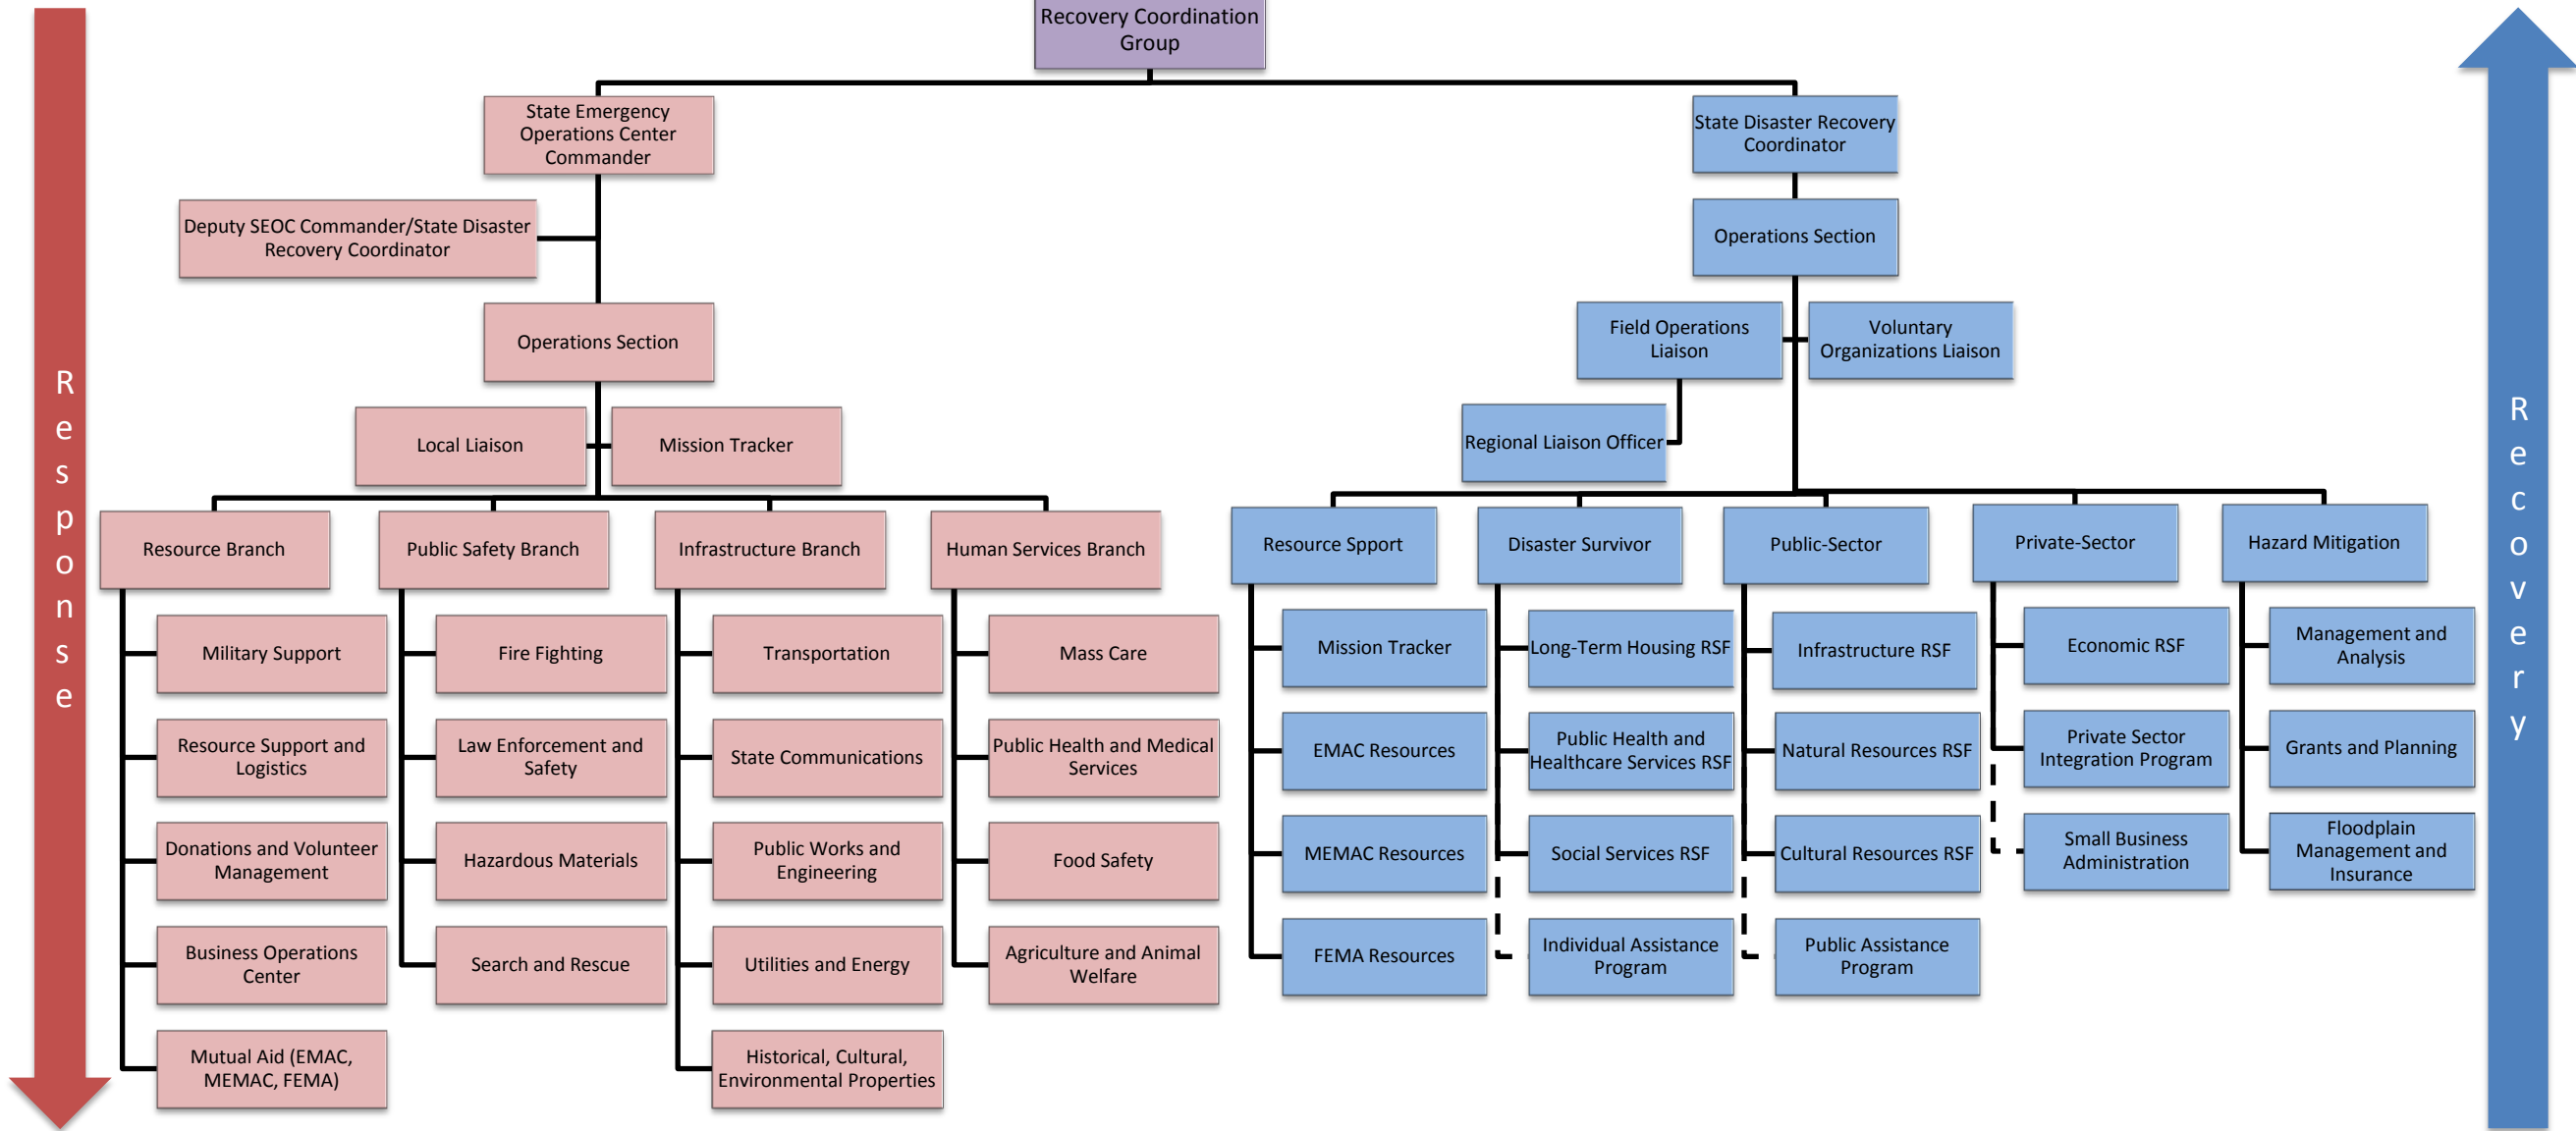 Recovery Coordination
Group
State Emergency
Operations Center
Commander
State Disaster Recovery
Coordinator
Deputy SEOC Commander/State Disaster
Recovery Coordinator
Operations Section
Operations Section
Field Operations
Liaison
Voluntary
Organizations Liaison
Regional Liaison Officer
Local Liaison
Mission Tracker
Response
Recovery
Resource Branch
Public Safety Branch
Infrastructure Branch
Human Services Branch
Resource Spport
Disaster Survivor
Public-Sector
Private-Sector
Hazard Mitigation
Military Support
Resource Support and
Logistics
Donations and Volunteer
Management
Business Operations
Center
Mutual Aid (EMAC,
MEMAC, FEMA)
Fire Fighting
Law Enforcement and
Safety
Hazardous Materials
Search and Rescue
Transportation
State Communications
Public Works and
Engineering
Utilities and Energy
Historical, Cultural,
Environmental Properties
Mass Care
Public Health and Medical
Services
Food Safety
Agriculture and Animal
Welfare
Mission Tracker
EMAC Resources
MEMAC Resources
FEMA Resources
Long-Term Housing RSF
Public Health and
Healthcare Services RSF
Social Services RSF
Individual Assistance
Program
Infrastructure RSF
Natural Resources RSF
Cultural Resources RSF
Public Assistance
Program
Economic RSF
Private Sector
Integration Program
Small Business
Administration
Management and
Analysis
Grants and Planning
Floodplain
Management and
Insurance